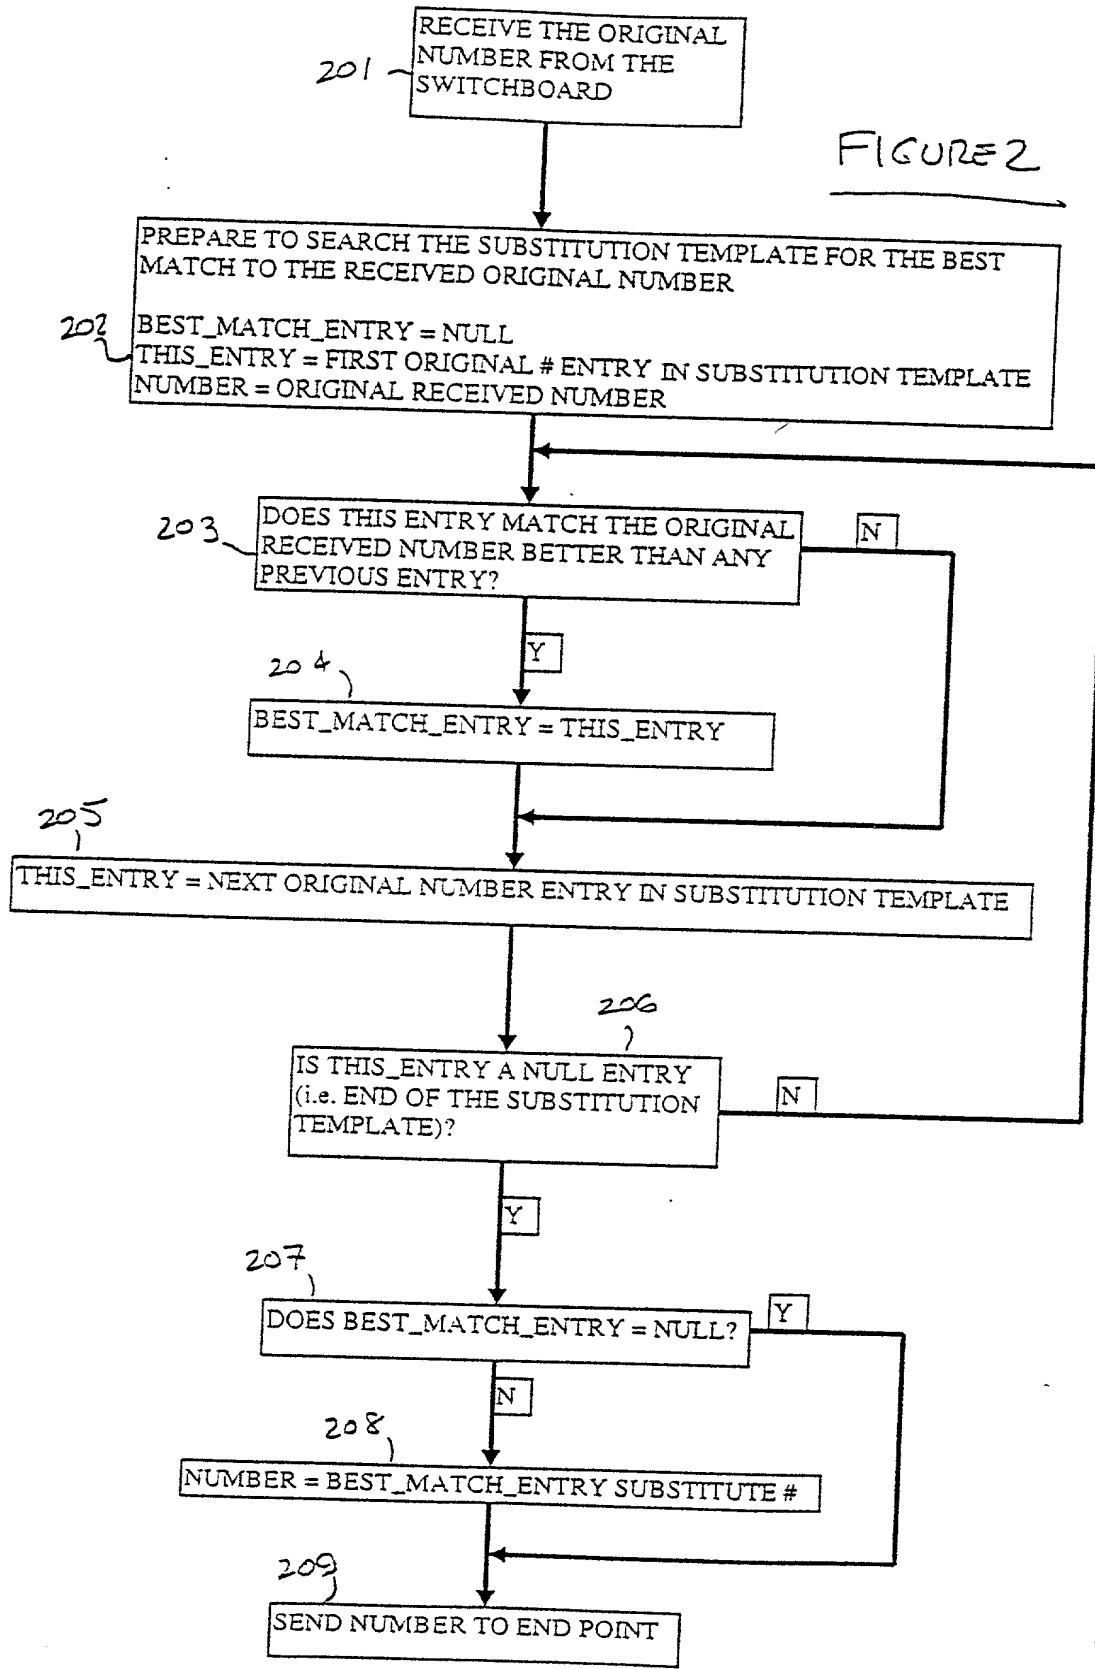 RECEIVE THE ORIGINAL
NUMBER FROM THE
SWITCHBOARD
201
FIGURE 2
PREPARE TO SEARCH THE SUBSTITUTION TEMPLATE FOR THE BEST
MATCH TO THE RECEIVED ORIGINAL NUMBER
202
BEST_MATCH_ENTRY = NULL
THIS_ENTRY = FIRST ORIGINAL # ENTRY IN SUBSTITUTION TEMPLATE
NUMBER = ORIGINAL RECEIVED NUMBER
203
DOES THIS ENTRY MATCH THE ORIGINAL
RECEIVED NUMBER BETTER THAN ANY
PREVIOUS ENTRY?
N
Y
204
BEST_MATCH_ENTRY = THIS_ENTRY
205
THIS_ENTRY = NEXT ORIGINAL NUMBER ENTRY IN SUBSTITUTION TEMPLATE
206
IS THIS_ENTRY A NULL ENTRY
(i.e. END OF THE SUBSTITUTION
TEMPLATE)?
N
Y
207
DOES BEST_MATCH_ENTRY = NULL?
Y
N
208
NUMBER = BEST_MATCH_ENTRY SUBSTITUTE #
209
SEND NUMBER TO END POINT